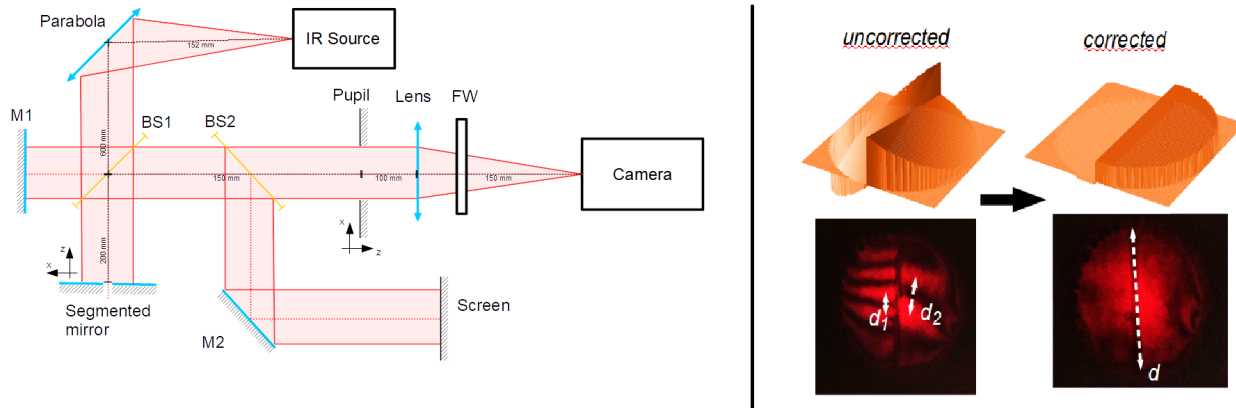 Parabola
IR Source
152 mm
M1
BS1
BS2
Pupil
Lens
FW
600 mm
150 mm
100 mm
150 mm
Camera
200 mm
z
x
x
z
Segmented
mirror
M2
Screen
uncorrected
corrected
d1
d2
d